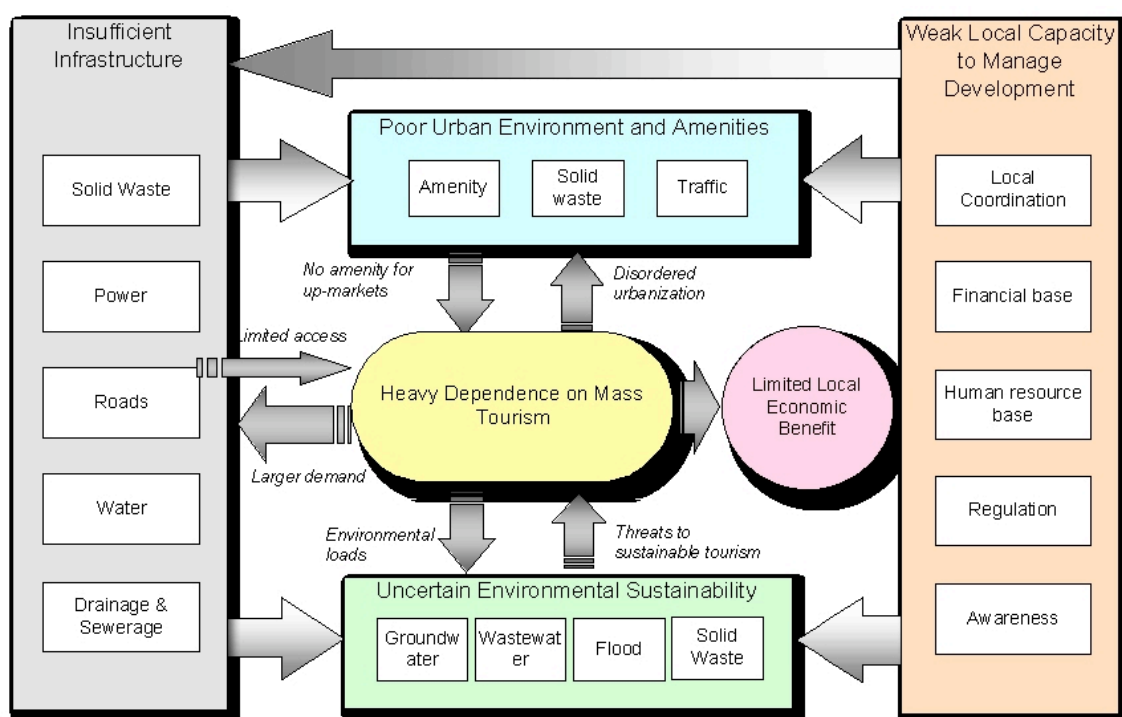 Insufficient
Infrastructure
Solid Waste
Power
Roads
Water
Drainage &
Sewerage
Poor Urban Environment and Amenities
Amenity
Solid
waste
Traffic
No amenity for
up-markets
Disordered
urbanization
Limited access
Larger demand
Heavy Dependence on Mass
Tourism
Limited Local
Economic
Benefit
Environmental
loads
Threats to
sustainable tourism
Uncertain Environmental Sustainability
Groundw
ater
Wastewat
er
Flood
Solid
Waste
Weak Local Capacity
to Manage
Development
Local
Coordination
Financial base
Human resource
base
Regulation
Awareness